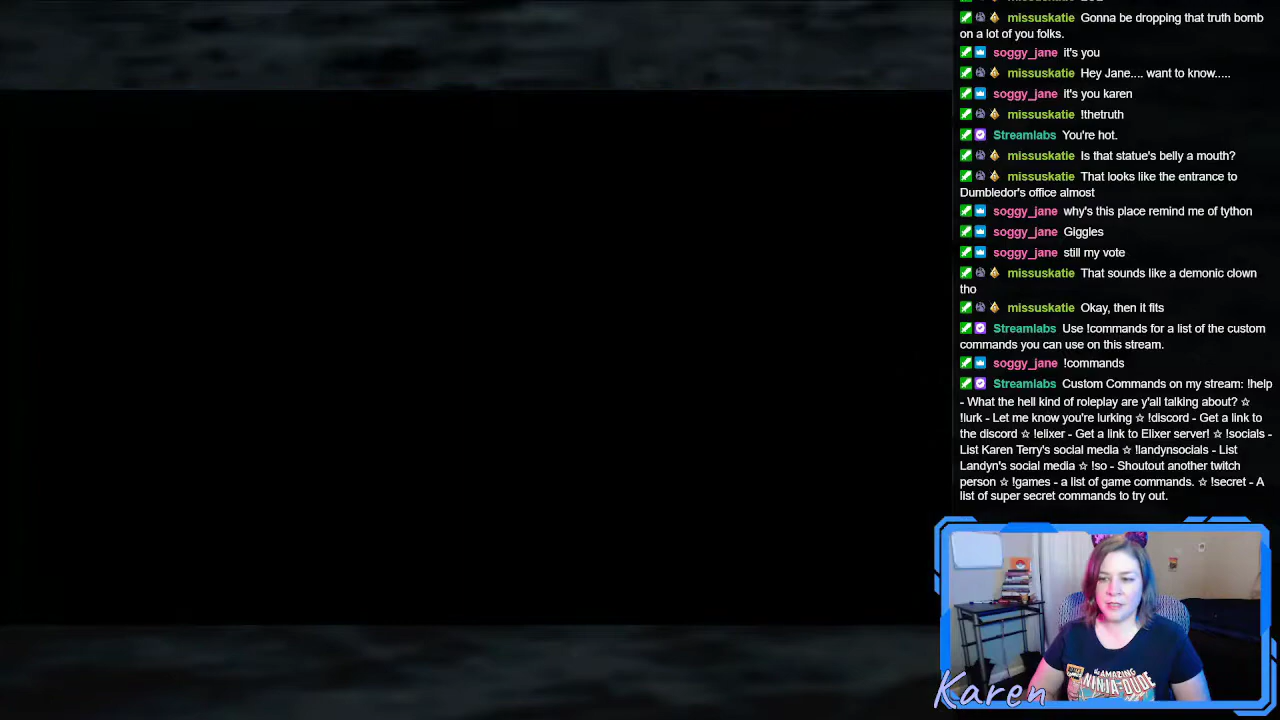 missuskatie Gonna be dropping that truth bomb
on a lot of you folks.
soggy_jane it's you
missuskatie Hey Jane.... want to know.....
soggy_jane it's you karen
missuskatie !thetruth
Streamlabs You're hot.
missuskatie Is that statue's belly a mouth?
missuskatie That looks like the entrance to
Dumbledor's office almost
soggy_jane why's this place remind me of tython
soggy_jane Giggles
soggy_jane still my vote
missuskatie That sounds like a demonic clown
tho
missuskatie Okay, then it fits
Streamlabs Use !commands for a list of the custom
commands you can use on this stream.
soggy_jane !commands
Streamlabs Custom Commands on my stream: !help
- What the hell kind of roleplay are y'all talking about? ☆
!lurk - Let me know you're lurking ☆ !discord - Get a link to
the discord ☆ !elixer - Get a link to Elixer server! ☆ !socials -
List Karen Terry's social media ☆ !landynsocials - List
Landyn's social media ☆ !so - Shoutout another twitch
person ☆ !games - a list of game commands. ☆ !secret - A
list of super secret commands to try out.
the AMAZING
NINJA-DUDE
Karen